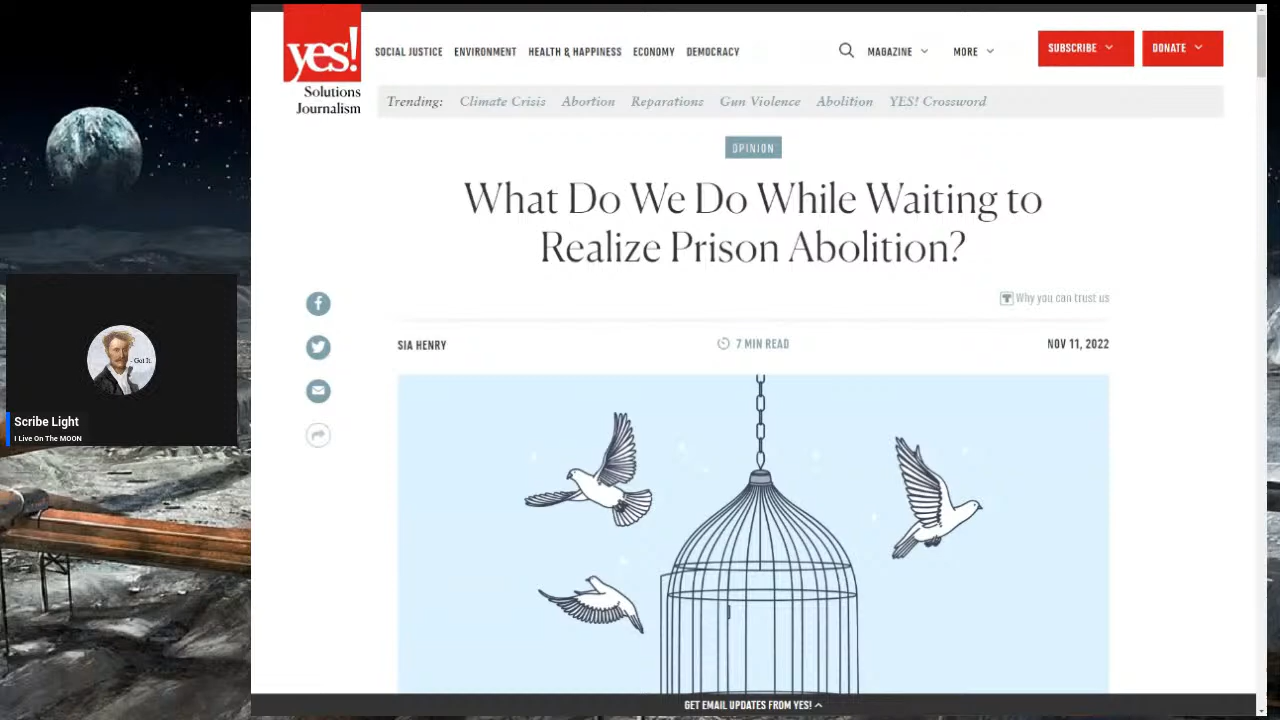 yes!
Solutions
Journalism
SOCIAL JUSTICE ENVIRONMENT HEALTH & HAPPINESS ECONOMY DEMOCRACY
MAGAZINE MORE SUBSCRIBE DONATE
Trending: Climate Crisis Abortion Reparations Gun Violence Abolition YES! Crossword
OPINION
What Do We Do While Waiting to
Realize Prison Abolition?
Why you can trust us
SIA HENRY 7 MIN READ NOV 11, 2022
- Got It.
Scribe Light
I Live On The MOON
GET EMAIL UPDATES FROM YES!